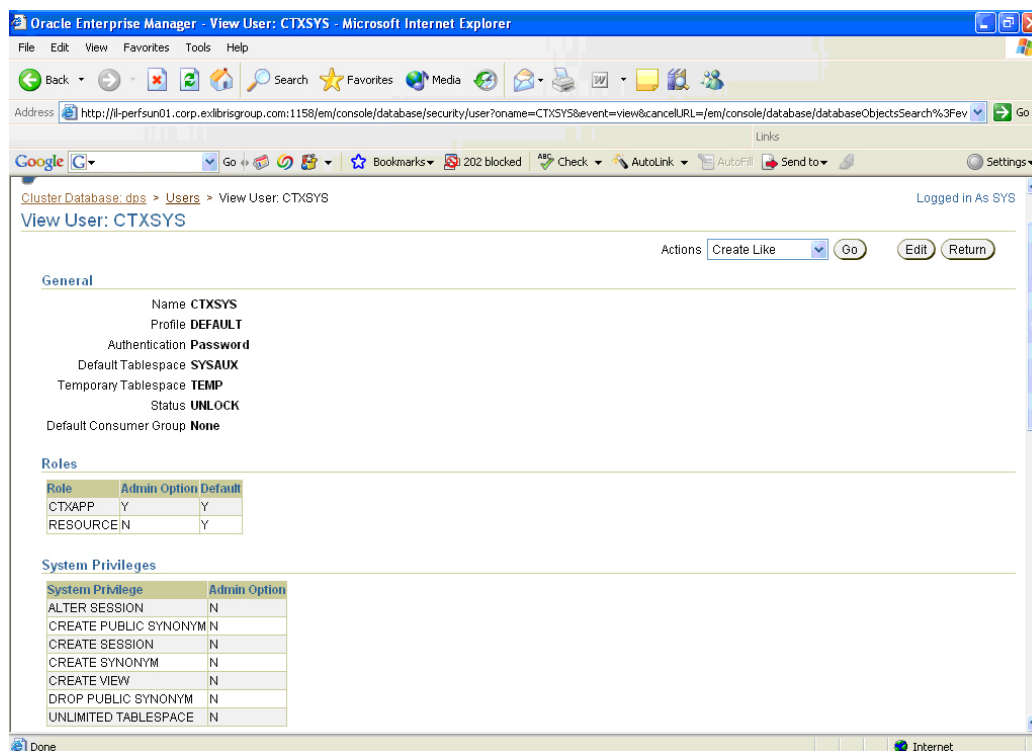 Oracle Enterprise Manager - View User: CTXSYS - Microsoft Internet Explorer
File Edit View Favorites Tools Help
Back Search Favorites Media
Address http://il-perfsun01.corp.exlibrisgroup.com:1158/em/console/database/security/user?oname=CTXSYS&event=view&cancelURL=/em/console/database/databaseObjectsSearch%3Fev Go
Links
Google G Go Bookmarks 202 blocked ABC Check AutoLink AutoFill Send to Settings
Cluster Database: dps > Users > View User: CTXSYS Logged in As SYS
View User: CTXSYS
Actions Create Like Go Edit Return
General
Name CTXSYS
Profile DEFAULT
Authentication Password
Default Tablespace SYSAUX
Temporary Tablespace TEMP
Status UNLOCK
Default Consumer Group None
Roles
Role Admin Option Default
CTXAPP Y Y
RESOURCE N Y
System Privileges
System Privilege Admin Option
ALTER SESSION N
CREATE PUBLIC SYNONYM N
CREATE SESSION N
CREATE SYNONYM N
CREATE VIEW N
DROP PUBLIC SYNONYM N
UNLIMITED TABLESPACE N
Done Internet